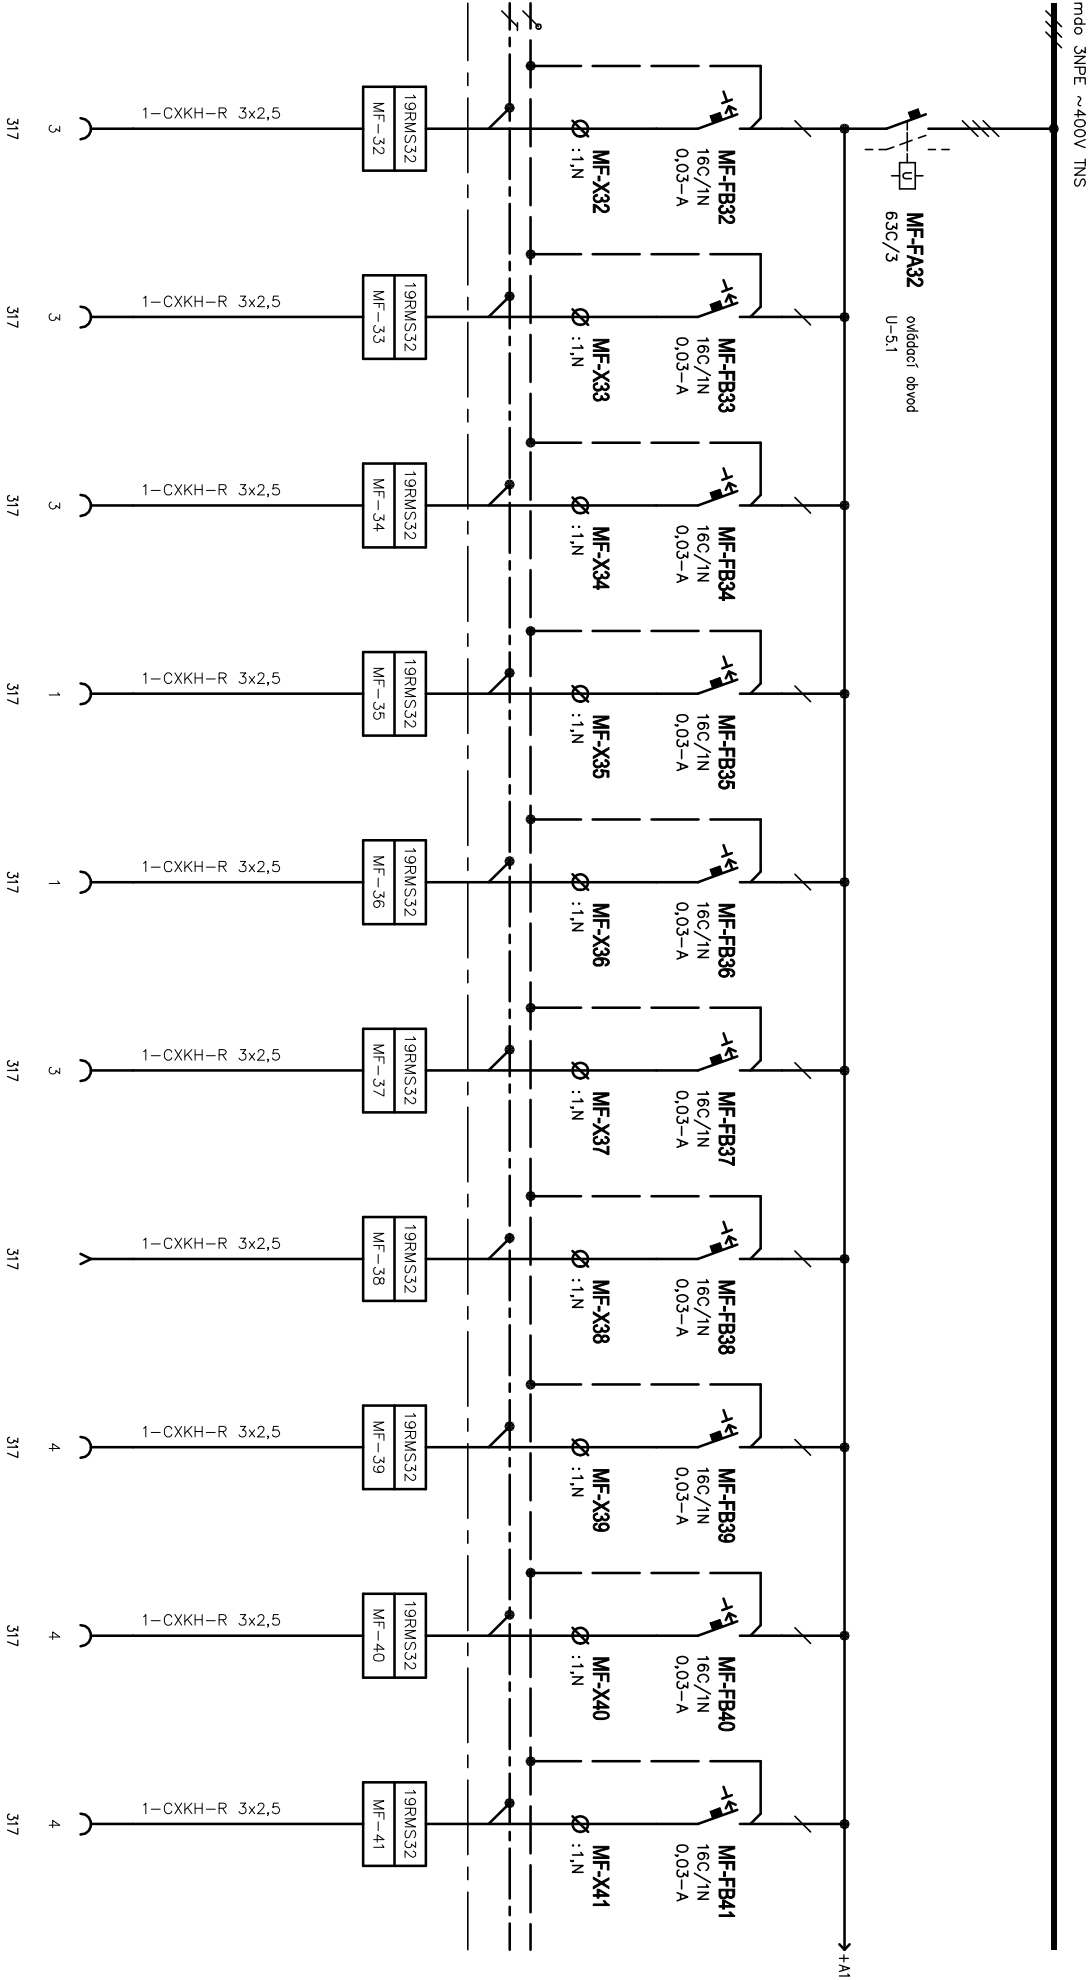 mdo 3NPE ~400V TNS
MF-FA32
63C/3
ovládací obvod
U-5.1
U
+A1
MF-FB32
16C/1N
0,03-A
MF-X32
:1,N
19RMS32
MF-32
1-CXKH-R 3x2,5
3
317
MF-FB33
16C/1N
0,03-A
MF-X33
:1,N
19RMS32
MF-33
1-CXKH-R 3x2,5
3
317
MF-FB34
16C/1N
0,03-A
MF-X34
:1,N
19RMS32
MF-34
1-CXKH-R 3x2,5
3
317
MF-FB35
16C/1N
0,03-A
MF-X35
:1,N
19RMS32
MF-35
1-CXKH-R 3x2,5
1
317
MF-FB36
16C/1N
0,03-A
MF-X36
:1,N
19RMS32
MF-36
1-CXKH-R 3x2,5
1
317
MF-FB37
16C/1N
0,03-A
MF-X37
:1,N
19RMS32
MF-37
1-CXKH-R 3x2,5
3
317
MF-FB38
16C/1N
0,03-A
MF-X38
:1,N
19RMS32
MF-38
1-CXKH-R 3x2,5
317
MF-FB39
16C/1N
0,03-A
MF-X39
:1,N
19RMS32
MF-39
1-CXKH-R 3x2,5
4
317
MF-FB40
16C/1N
0,03-A
MF-X40
:1,N
19RMS32
MF-40
1-CXKH-R 3x2,5
4
317
MF-FB41
16C/1N
0,03-A
MF-X41
:1,N
19RMS32
MF-41
1-CXKH-R 3x2,5
4
317